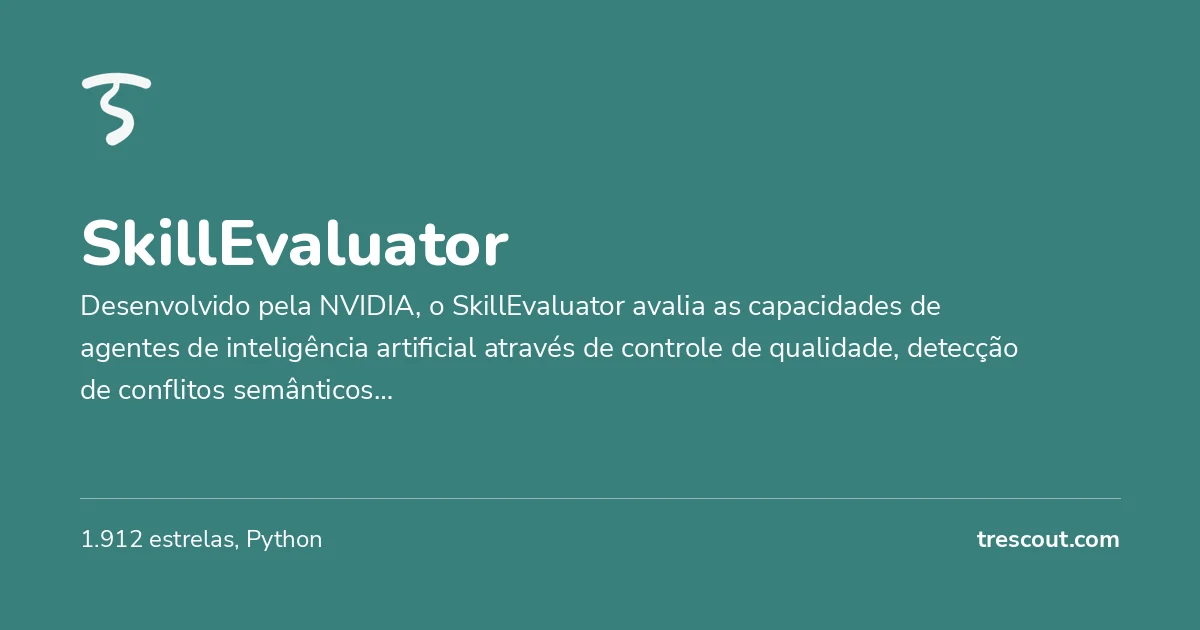 SkillEvaluator
Desenvolvido pela NVIDIA, o SkillEvaluator avalia as capacidades de
agentes de inteligência artificial através de controle de qualidade, detecção
de conflitos semânticos...
1.912 estrelas, Python
trescout.com